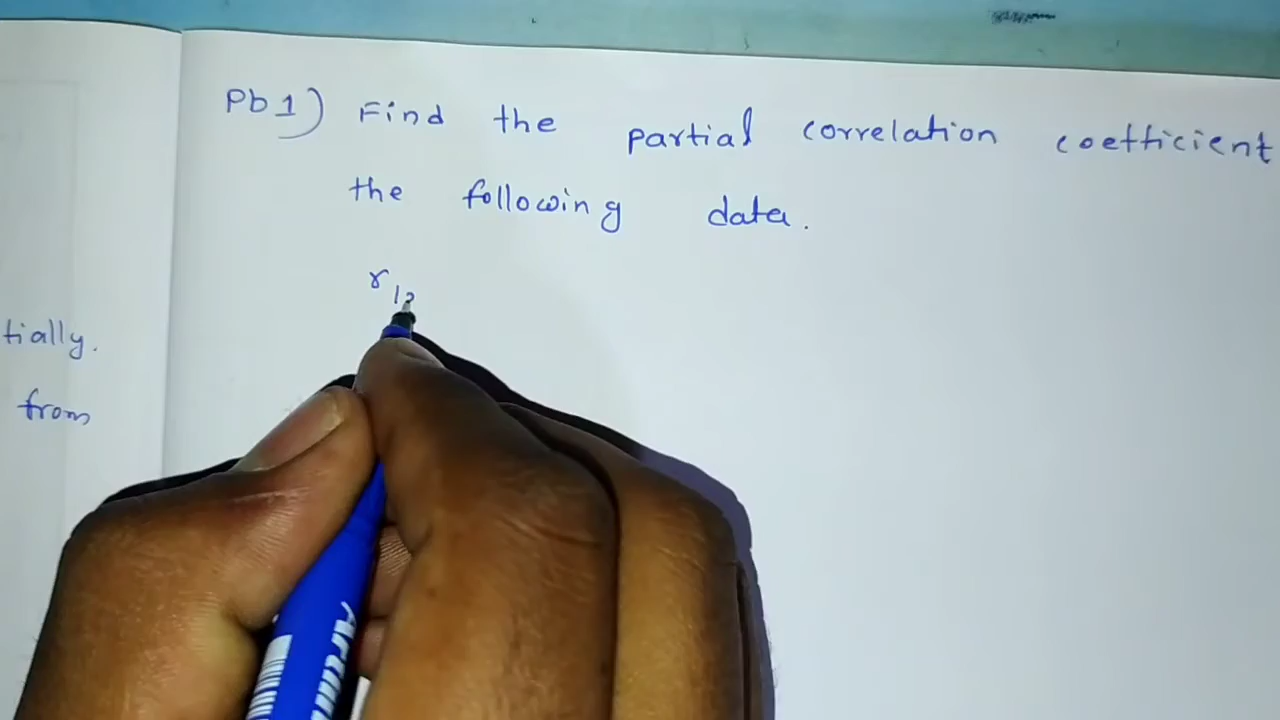 Pb 1) Find the partial correlation coefficient
the following data.
r12
tially.
from